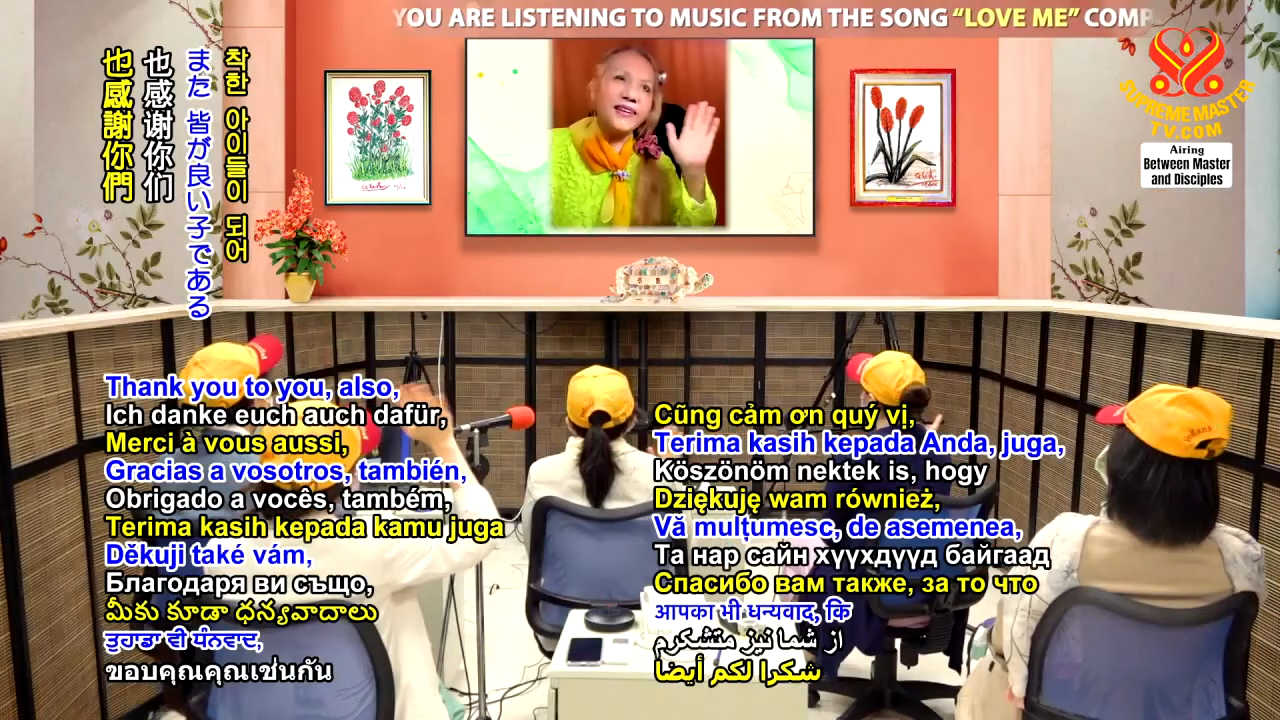 YOU ARE LISTENING TO MUSIC FROM THE SONG “LOVE ME” COMP
SUPREME MASTER
TV.COM
Airing
Between Master
and Disciples
착한 아이들이 되어
また 皆が良い子である
也感谢你们
也感謝你們
Thank you to you, also,
Ich danke euch auch dafür,
Merci à vous aussi,
Gracias a vosotros, también,
Obrigado a vocês, também,
Terima kasih kepada kamu juga
Děkuji také vám,
Благодаря ви също,
మీకు కూడా ధన్యవాదాలు
ਤੁਹਾਡਾ ਵੀ ਧੰਨਵਾਦ,
ขอบคุณคุณเช่นกัน
Cũng cảm ơn quý vị,
Terima kasih kepada Anda, juga,
Köszönöm nektek is, hogy
Dziękuję wam również,
Vă mulțumesc, de asemenea,
Та нар сайн хүүхдүүд байгаад
Спасибо вам также, за то что
आपका भी धन्यवाद, कि
از شما نیز متشکرم
شكرا لكم أيضا